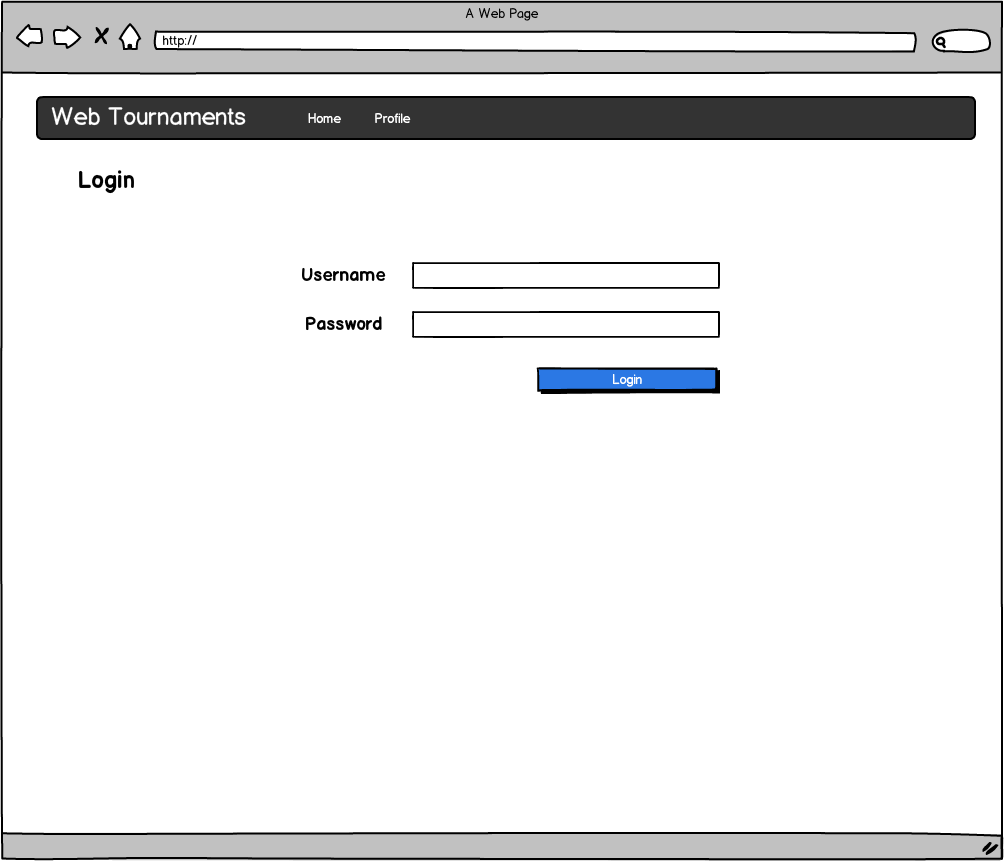 A Web Page
http://
Web Tournaments Home Profile
Login
Username
Password
Login